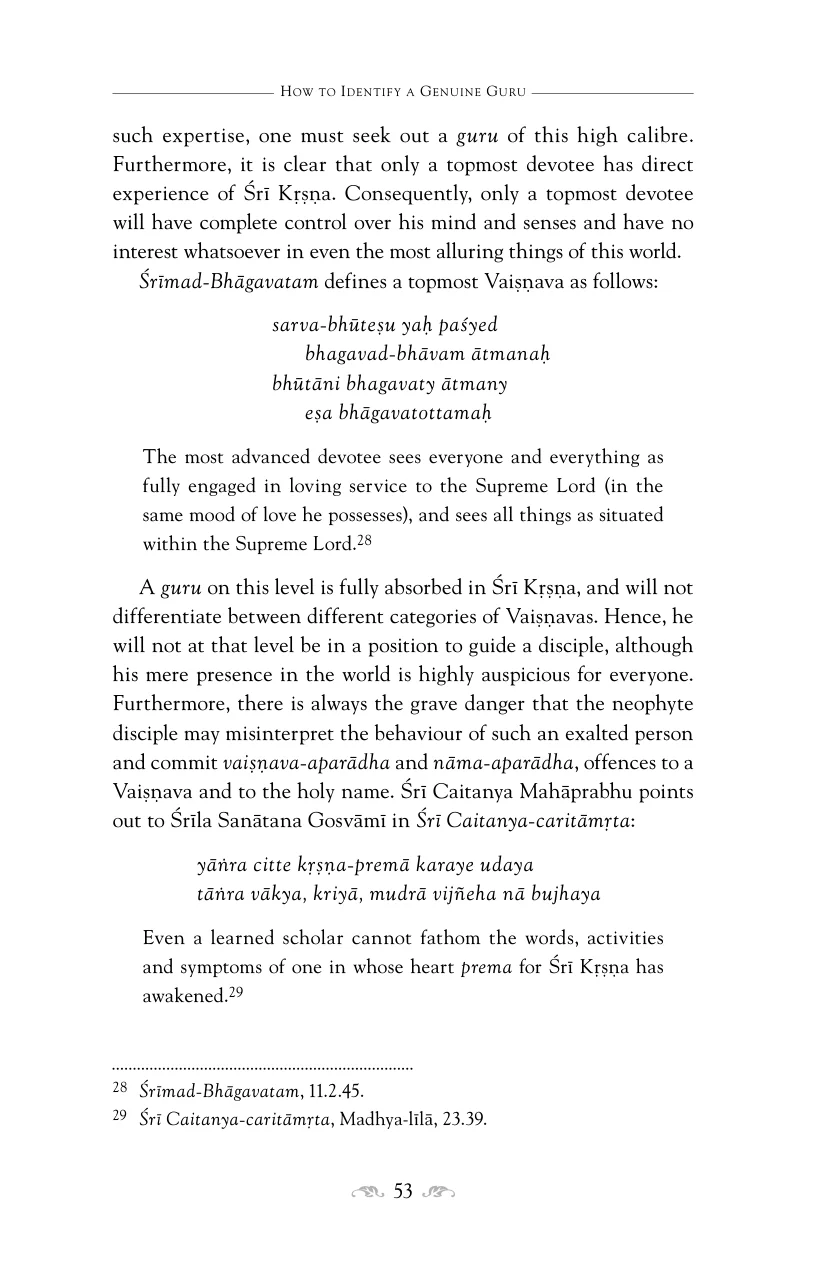 How to Identify a Genuine Guru
such expertise, one must seek out a guru of this high calibre.
Furthermore, it is clear that only a topmost devotee has direct
experience of Śrī Kṛṣṇa. Consequently, only a topmost devotee
will have complete control over his mind and senses and have no
interest whatsoever in even the most alluring things of this world.
Śrīmad-Bhāgavatam defines a topmost Vaiṣṇava as follows:
sarva-bhūteṣu yaḥ paśyed
bhagavad-bhāvam ātmanaḥ
bhūtāni bhagavaty ātmany
eṣa bhāgavatottamaḥ
The most advanced devotee sees everyone and everything as
fully engaged in loving service to the Supreme Lord (in the
same mood of love he possesses), and sees all things as situated
within the Supreme Lord.28
A guru on this level is fully absorbed in Śrī Kṛṣṇa, and will not
differentiate between different categories of Vaiṣṇavas. Hence, he
will not at that level be in a position to guide a disciple, although
his mere presence in the world is highly auspicious for everyone.
Furthermore, there is always the grave danger that the neophyte
disciple may misinterpret the behaviour of such an exalted person
and commit vaiṣṇava-aparādha and nāma-aparādha, offences to a
Vaiṣṇava and to the holy name. Śrī Caitanya Mahāprabhu points
out to Śrīla Sanātana Gosvāmī in Śrī Caitanya-caritāmṛta:
yāṅra citte kṛṣṇa-premā karaye udaya
tāṅra vākya, kriyā, mudrā vijñeha nā bujhaya
Even a learned scholar cannot fathom the words, activities
and symptoms of one in whose heart prema for Śrī Kṛṣṇa has
awakened.29
28 Śrīmad-Bhāgavatam, 11.2.45.
29 Śrī Caitanya-caritāmṛta, Madhya-līlā, 23.39.
53